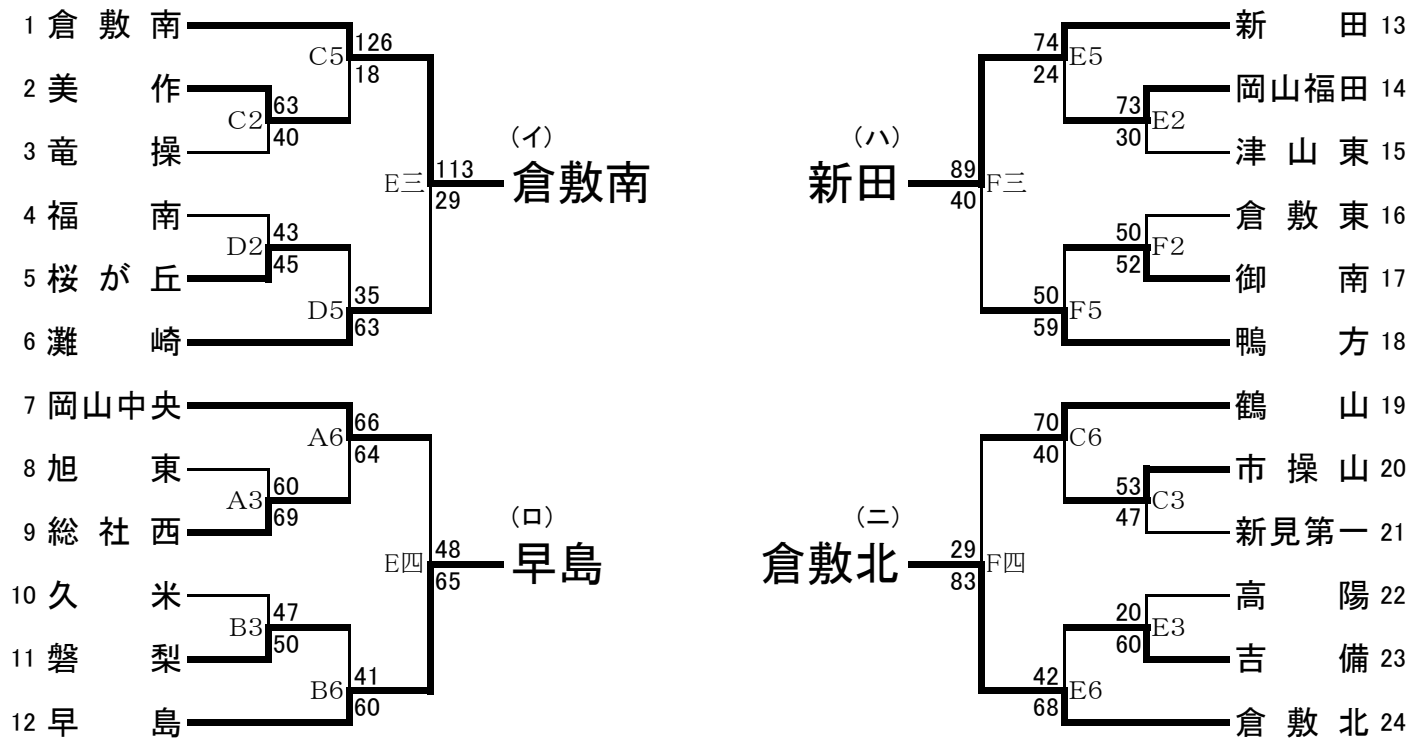 1 倉敷南
C5 126
18
2 美作
C2 63
40
3 竜操
(イ)
E三 113
29
倉敷南
4 福南
D2 43
45
5 桜が丘
D5 35
63
6 灘崎
7 岡山中央
A6 66
64
8 旭東
A3 60
69
9 総社西
(ロ)
E四 48
65
早島
10 久米
B3 47
50
11 磐梨
B6 41
60
12 早島
新田 13
74 E5
24
岡山福田 14
73 E2
30
津山東 15
(ハ)
新田
89 F三
40
倉敷東 16
50 F2
52
御南 17
50 F5
59
鴨方 18
鶴山 19
70 C6
40
市操山 20
53 C3
47
新見第一 21
(ニ)
倉敷北
29 F四
83
高陽 22
20 E3
60
吉備 23
42 E6
68
倉敷北 24